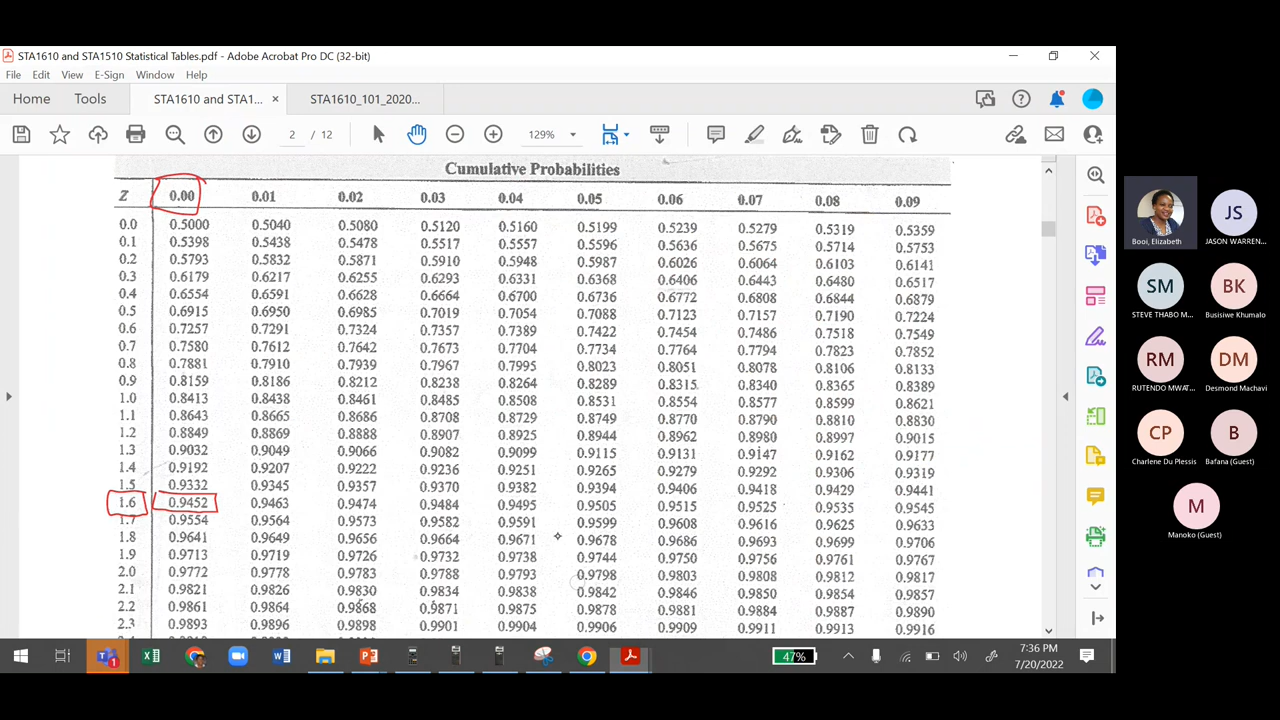 STA1610 and STA1510 Statistical Tables.pdf - Adobe Acrobat Pro DC (32-bit)
File Edit View E-Sign Window Help
Home Tools STA1610 and STA1... × STA1610_101_2020...
2 / 12 129%
Cumulative Probabilities
Z 0.00 0.01 0.02 0.03 0.04 0.05 0.06 0.07 0.08 0.09
0.0 0.5000 0.5040 0.5080 0.5120 0.5160 0.5199 0.5239 0.5279 0.5319 0.5359
0.1 0.5398 0.5438 0.5478 0.5517 0.5557 0.5596 0.5636 0.5675 0.5714 0.5753
0.2 0.5793 0.5832 0.5871 0.5910 0.5948 0.5987 0.6026 0.6064 0.6103 0.6141
0.3 0.6179 0.6217 0.6255 0.6293 0.6331 0.6368 0.6406 0.6443 0.6480 0.6517
0.4 0.6554 0.6591 0.6628 0.6664 0.6700 0.6736 0.6772 0.6808 0.6844 0.6879
0.5 0.6915 0.6950 0.6985 0.7019 0.7054 0.7088 0.7123 0.7157 0.7190 0.7224
0.6 0.7257 0.7291 0.7324 0.7357 0.7389 0.7422 0.7454 0.7486 0.7518 0.7549
0.7 0.7580 0.7612 0.7642 0.7673 0.7704 0.7734 0.7764 0.7794 0.7823 0.7852
0.8 0.7881 0.7910 0.7939 0.7967 0.7995 0.8023 0.8051 0.8078 0.8106 0.8133
0.9 0.8159 0.8186 0.8212 0.8238 0.8264 0.8289 0.8315 0.8340 0.8365 0.8389
1.0 0.8413 0.8438 0.8461 0.8485 0.8508 0.8531 0.8554 0.8577 0.8599 0.8621
1.1 0.8643 0.8665 0.8686 0.8708 0.8729 0.8749 0.8770 0.8790 0.8810 0.8830
1.2 0.8849 0.8869 0.8888 0.8907 0.8925 0.8944 0.8962 0.8980 0.8997 0.9015
1.3 0.9032 0.9049 0.9066 0.9082 0.9099 0.9115 0.9131 0.9147 0.9162 0.9177
1.4 0.9192 0.9207 0.9222 0.9236 0.9251 0.9265 0.9279 0.9292 0.9306 0.9319
1.5 0.9332 0.9345 0.9357 0.9370 0.9382 0.9394 0.9406 0.9418 0.9429 0.9441
1.6 0.9452 0.9463 0.9474 0.9484 0.9495 0.9505 0.9515 0.9525 0.9535 0.9545
1.7 0.9554 0.9564 0.9573 0.9582 0.9591 0.9599 0.9608 0.9616 0.9625 0.9633
1.8 0.9641 0.9649 0.9656 0.9664 0.9671 0.9678 0.9686 0.9693 0.9699 0.9706
1.9 0.9713 0.9719 0.9726 0.9732 0.9738 0.9744 0.9750 0.9756 0.9761 0.9767
2.0 0.9772 0.9778 0.9783 0.9788 0.9793 0.9798 0.9803 0.9808 0.9812 0.9817
2.1 0.9821 0.9826 0.9830 0.9834 0.9838 0.9842 0.9846 0.9850 0.9854 0.9857
2.2 0.9861 0.9864 0.9868 0.9871 0.9875 0.9878 0.9881 0.9884 0.9887 0.9890
2.3 0.9893 0.9896 0.9898 0.9901 0.9904 0.9906 0.9909 0.9911 0.9913 0.9916
47%
7:36 PM
7/20/2022
Booi, Elizabeth
JS
JASON WARREN...
SM
STEVE THABO M...
BK
Busisiwe Khumalo
RM
RUTENDO MWAT...
DM
Desmond Machavi
CP
Charlene Du Plessis
B
Bafana (Guest)
M
Manoko (Guest)